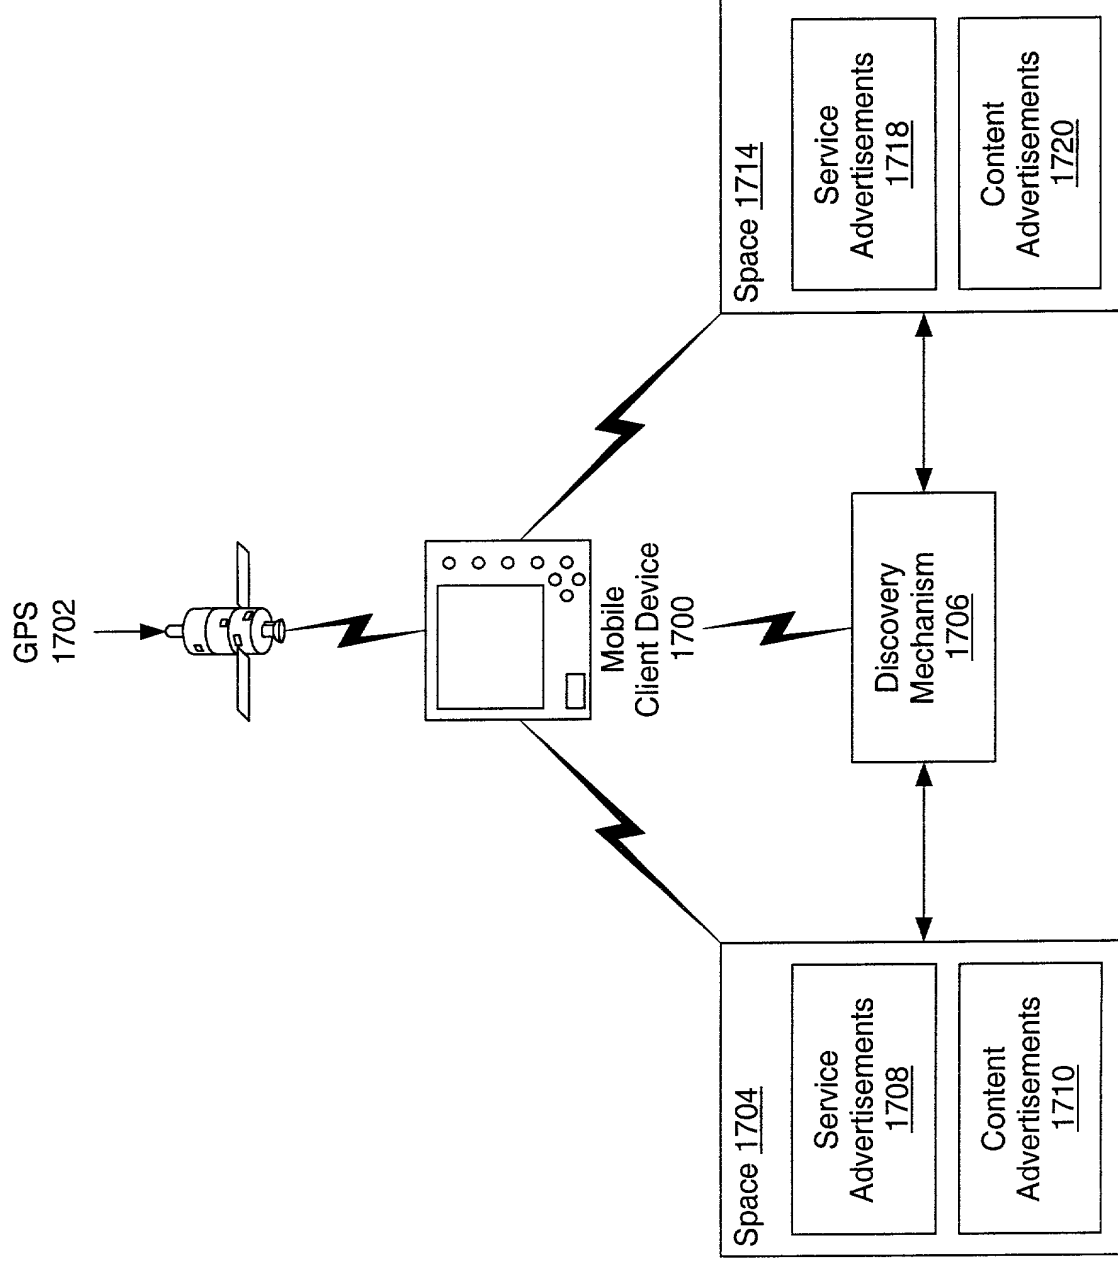 GPS
1702
Mobile
Client Device
1700
Discovery
Mechanism
1706
Space 1704
Service
Advertisements
1708
Content
Advertisements
1710
Space 1714
Service
Advertisements
1718
Content
Advertisements
1720